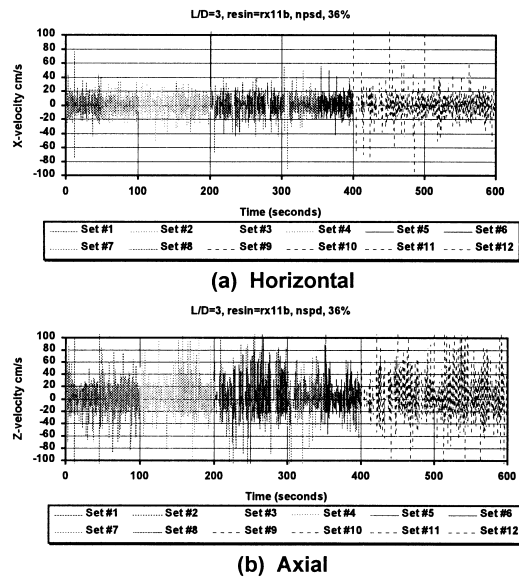 L/D=3, resin=rx11b, npsd, 36%
X-velocity cm/s
100
80
60
40
20
0
-20
-40
-60
-80
-100
0 100 200 300 400 500 600
Time (seconds)
Set #1 Set #2 Set #3 Set #4 Set #5 Set #6
Set #7 Set #8 Set #9 Set #10 Set #11 Set #12
(a) Horizontal
L/D=3, resin=rx11b, nspd, 36%
Z-velocity cm/s
100
80
60
40
20
0
-20
-40
-60
-80
-100
0 100 200 300 400 500 600
Time (seconds)
Set #1 Set #2 Set #3 Set #4 Set #5 Set #6
Set #7 Set #8 Set #9 Set #10 Set #11 Set #12
(b) Axial